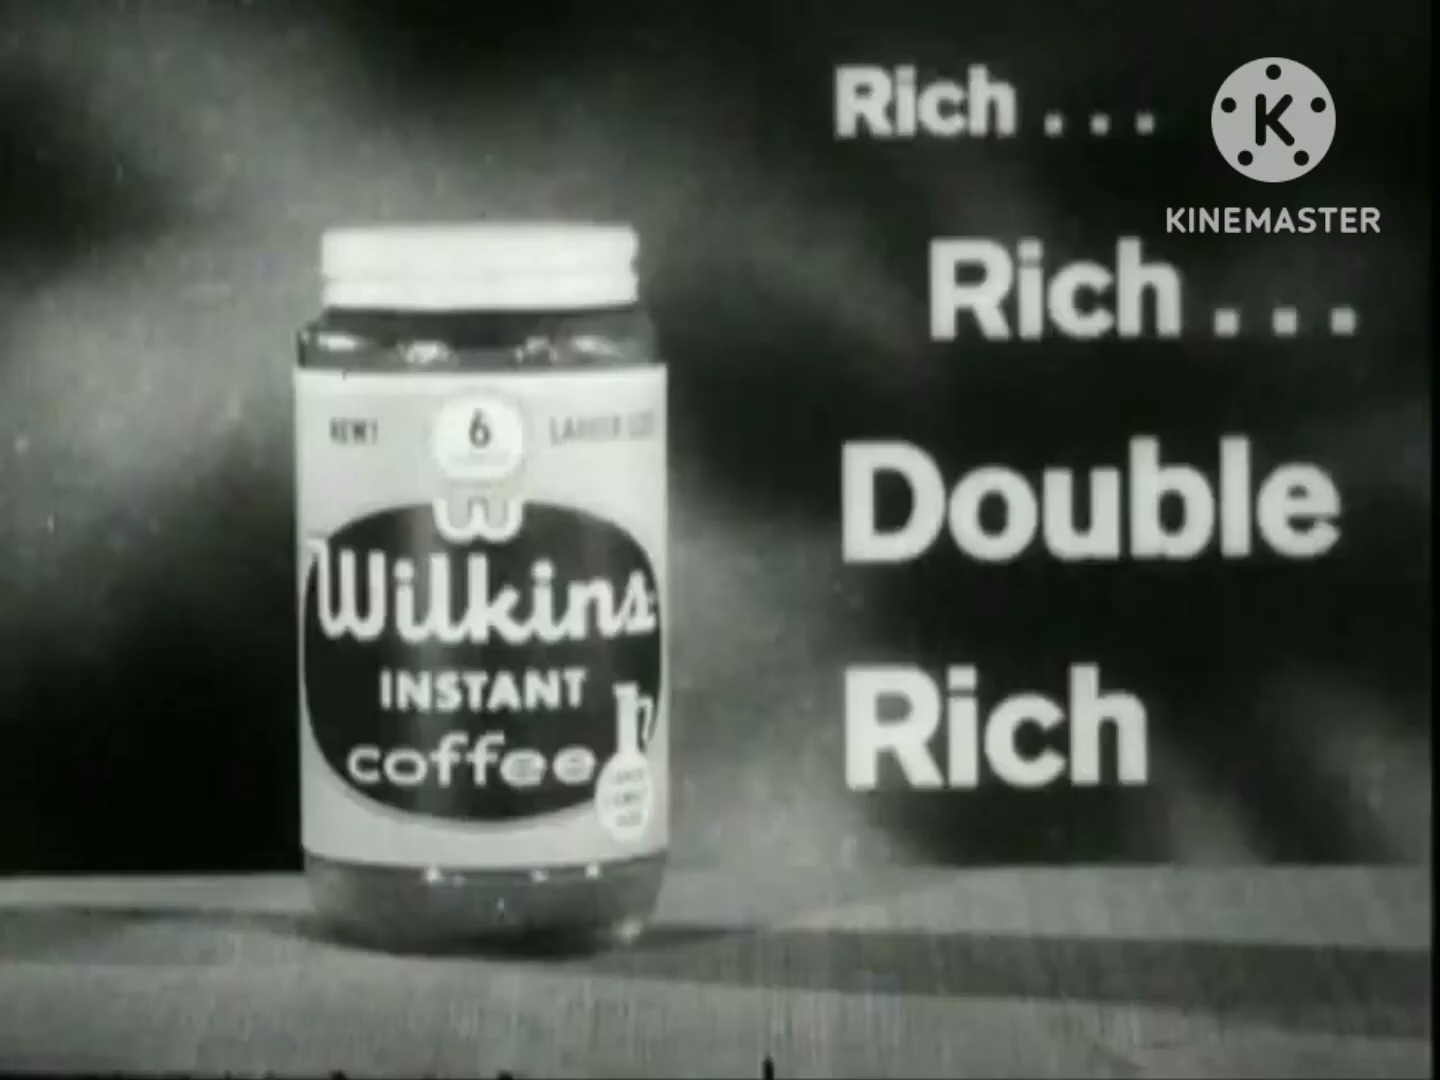 Rich . . .
K
KINEMASTER
Rich . . .
Double
Rich
NEW!
6
W
Wilkins
INSTANT
coffee